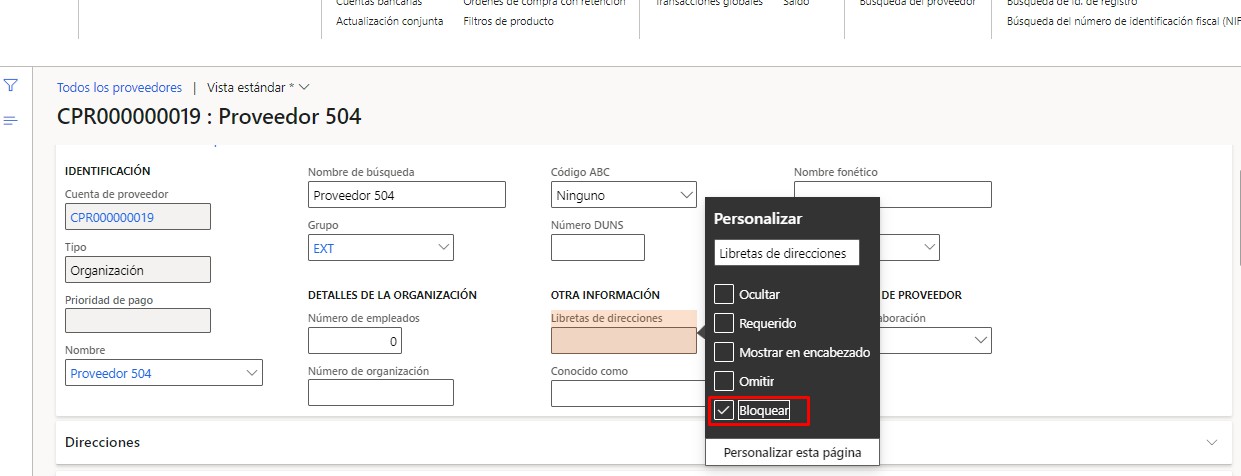 Cuentas bancarias
Órdenes de compra con retención
Transacciones globales
Saldo
Búsqueda del proveedor
Búsqueda de id. de registro
Actualización conjunta
Filtros de producto
Búsqueda del número de identificación fiscal (NIF
Todos los proveedores | Vista estándar *
CPR000000019 : Proveedor 504
IDENTIFICACIÓN
Cuenta de proveedor
CPR000000019
Tipo
Organización
Prioridad de pago
Nombre
Proveedor 504
Nombre de búsqueda
Proveedor 504
Grupo
EXT
DETALLES DE LA ORGANIZACIÓN
Número de empleados
0
Número de organización
Código ABC
Ninguno
Número DUNS
OTRA INFORMACIÓN
Libretas de direcciones
Conocido como
Nombre fonético
DE PROVEEDOR
aboración
Personalizar
Libretas de direcciones
Ocultar
Requerido
Mostrar en encabezado
Omitir
Bloquear
Personalizar esta página
Direcciones